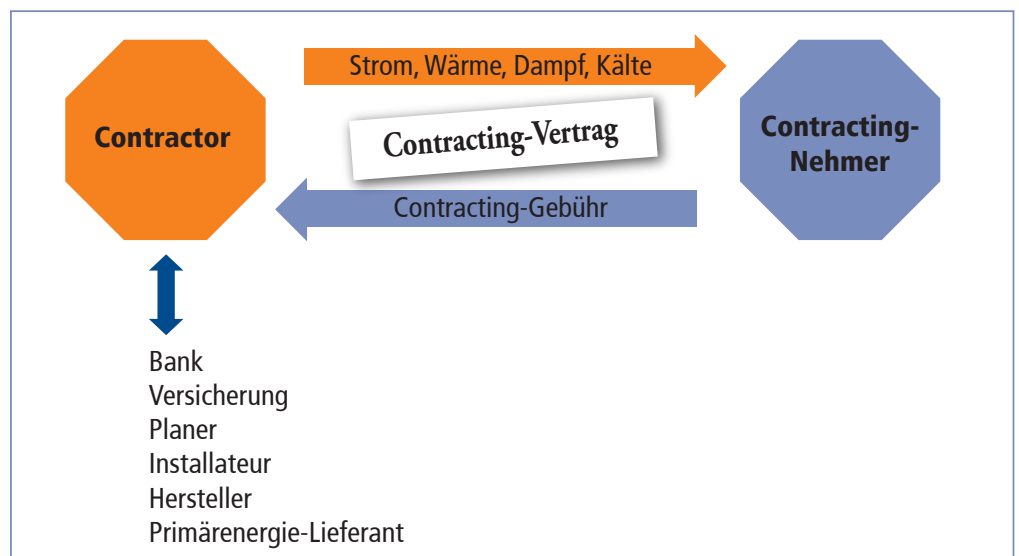 Contractor
Strom, Wärme, Dampf, Kälte
Contracting-Vertrag
Contracting-Gebühr
Contracting-
Nehmer
Bank
Versicherung
Planer
Installateur
Hersteller
Primärenergie-Lieferant